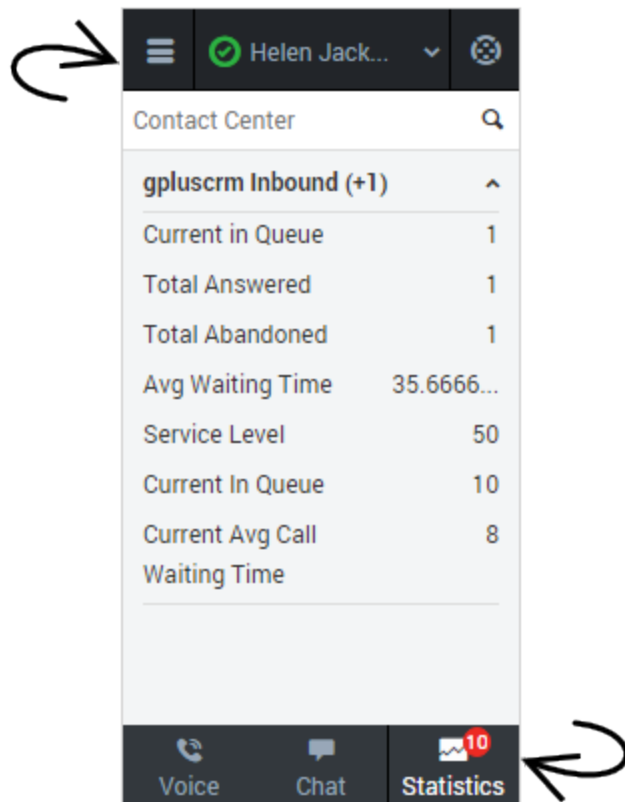 Helen Jack...
Contact Center
gpluscrm Inbound (+1)
Current in Queue 1
Total Answered 1
Total Abandoned 1
Avg Waiting Time 35.6666...
Service Level 50
Current In Queue 10
Current Avg Call 8
Waiting Time
10
Voice Chat Statistics